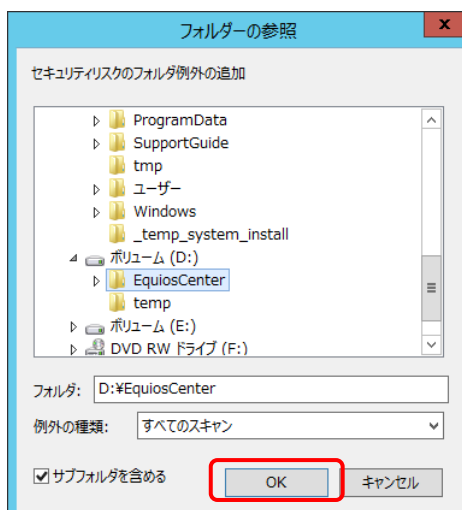 フォルダーの参照
x
セキュリティリスクのフォルダ例外の追加
ProgramData
SupportGuide
tmp
ユーザー
Windows
_temp_system_install
ボリューム (D:)
EquiosCenter
temp
ボリューム (E:)
DVD RW ドライブ (F:)
フォルダ: D:¥EquiosCenter
例外の種類: すべてのスキャン
サブフォルダを含める OK キャンセル